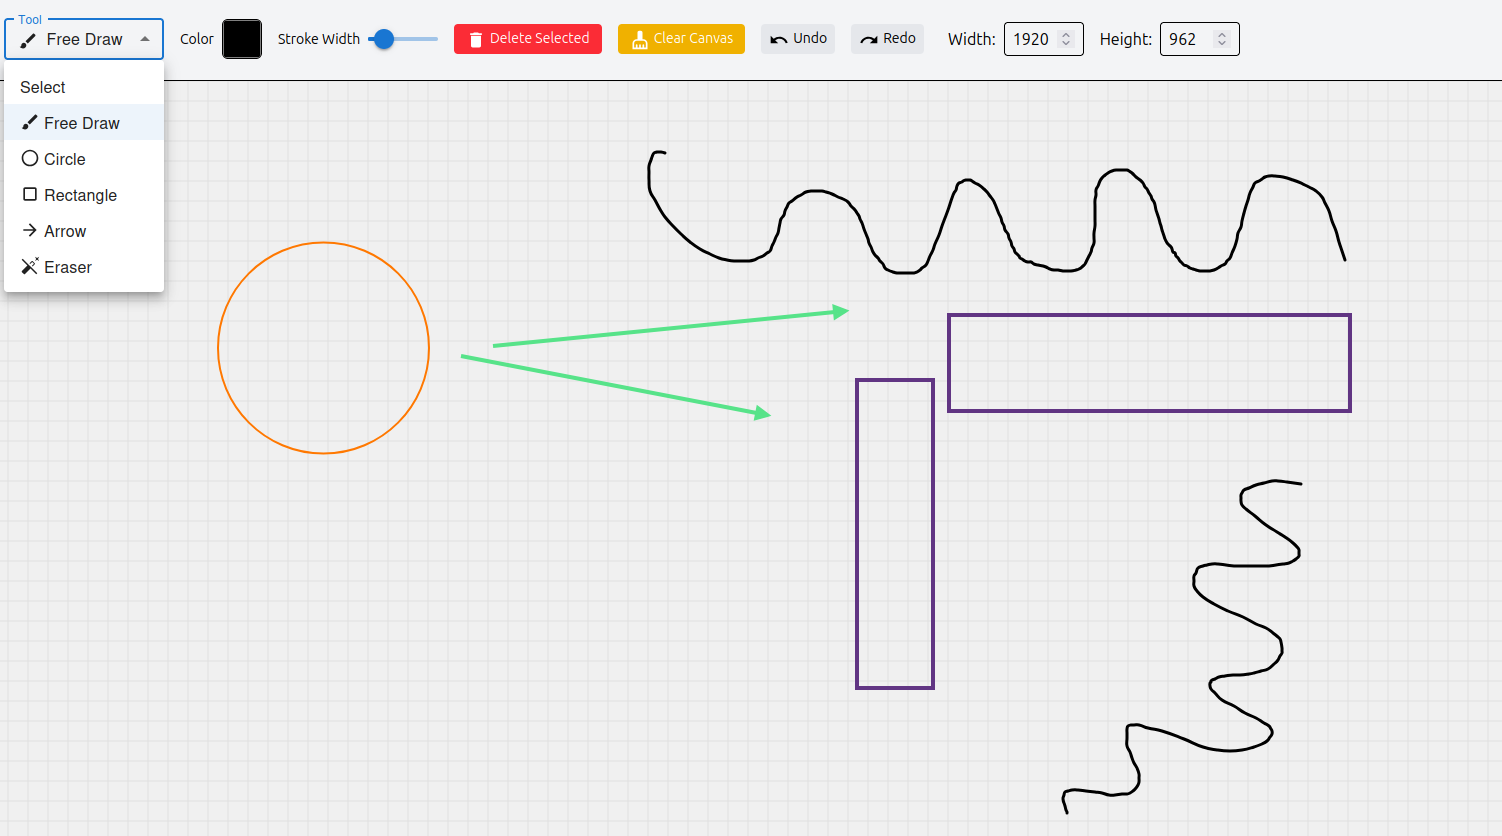 Tool
Free Draw
Color
Stroke Width
Delete Selected
Clear Canvas
Undo
Redo
Width: 1920
Height: 962
Select
Free Draw
Circle
Rectangle
Arrow
Eraser